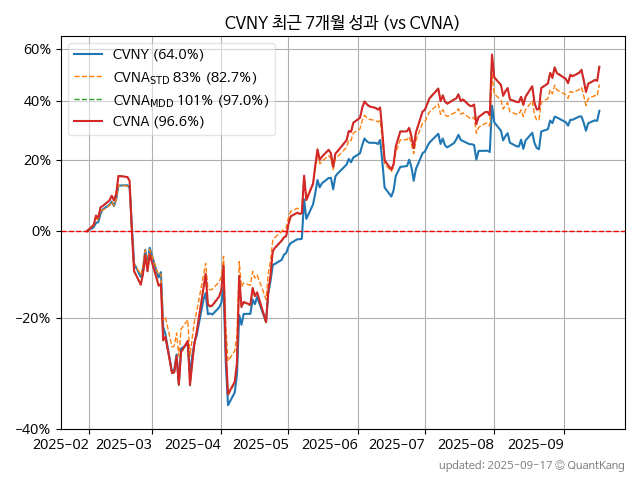 CVNY 최근 7개월 성과 (vs CVNA)
CVNY (64.0%)
CVNA_STD 83% (82.7%)
CVNA_MDD 101% (97.0%)
CVNA (96.6%)
60%
40%
20%
0%
−20%
−40%
2025-02 2025-03 2025-04 2025-05 2025-06 2025-07 2025-08 2025-09
updated: 2025-09-17 © QuantKang